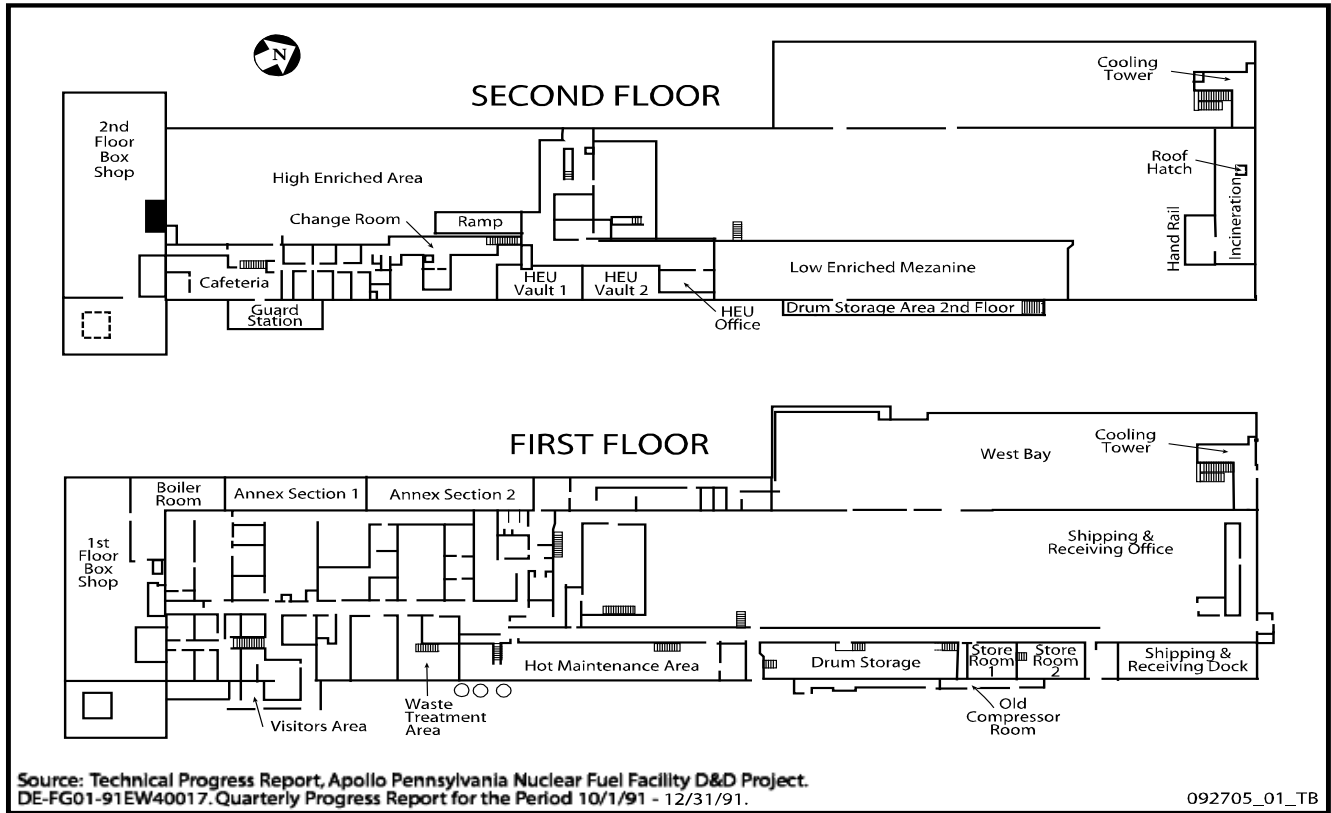 N
SECOND FLOOR
Cooling
Tower
2nd
Floor
Box
Shop
High Enriched Area
Change Room
Ramp
Roof
Hatch
Incineration
Hand Rail
Cafeteria
Guard
Station
HEU
Vault 1
HEU
Vault 2
HEU
Office
Low Enriched Mezanine
Drum Storage Area 2nd Floor
FIRST FLOOR
West Bay
Cooling
Tower
Boiler
Room
Annex Section 1
Annex Section 2
1st
Floor
Box
Shop
Shipping &
Receiving Office
Hot Maintenance Area
Drum Storage
Store
Room
1
Store
Room
2
Shipping &
Receiving Dock
Visitors Area
Waste
Treatment
Area
Old
Compressor
Room
Source: Technical Progress Report, Apollo Pennsylvania Nuclear Fuel Facility D&D Project.
DE-FG01-91EW40017. Quarterly Progress Report for the Period 10/1/91 - 12/31/91.
092705_01_TB